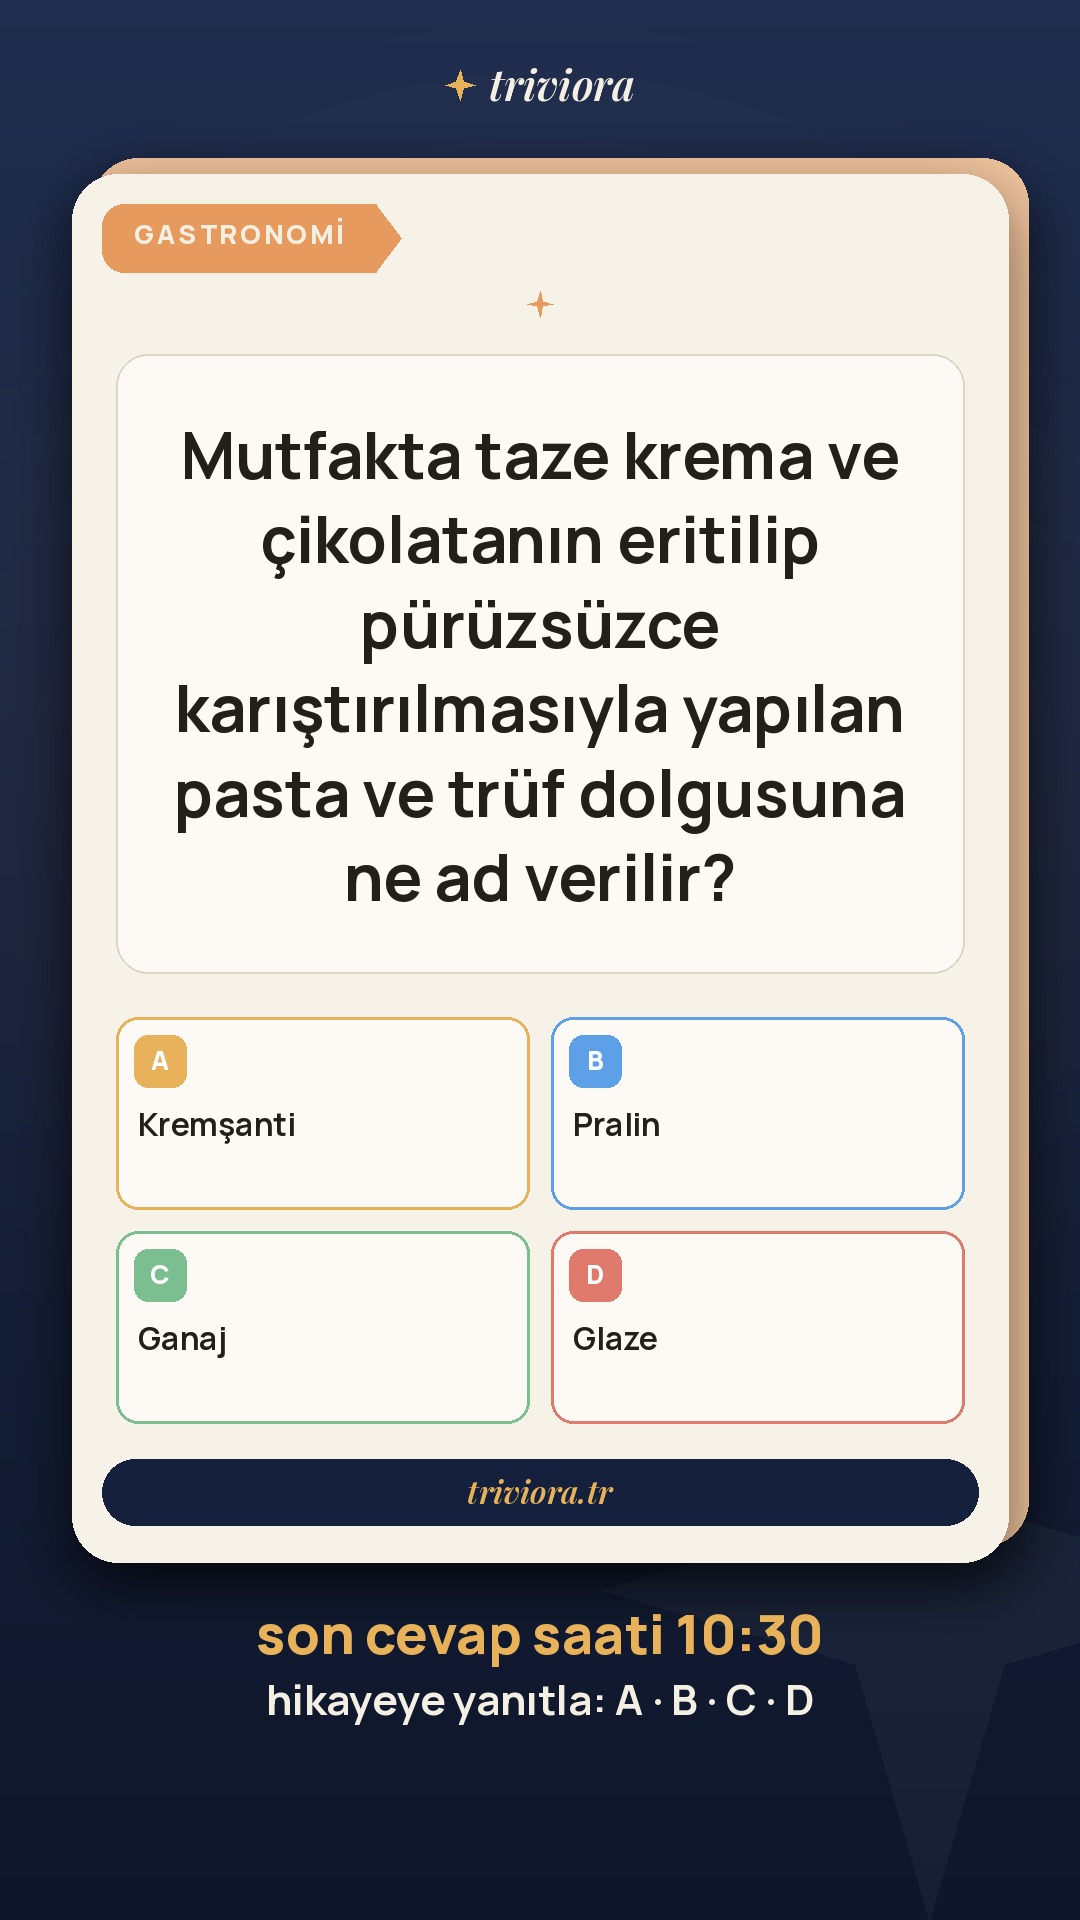 triviora
GASTRONOMİ
Mutfakta taze krema ve
çikolatanın eritilip
pürüzsüzce
karıştırılmasıyla yapılan
pasta ve trüf dolgusuna
ne ad verilir?
A
Kremşanti
B
Pralin
C
Ganaj
D
Glaze
triviora.tr
son cevap saati 10:30
hikayeye yanıtla: A · B · C · D